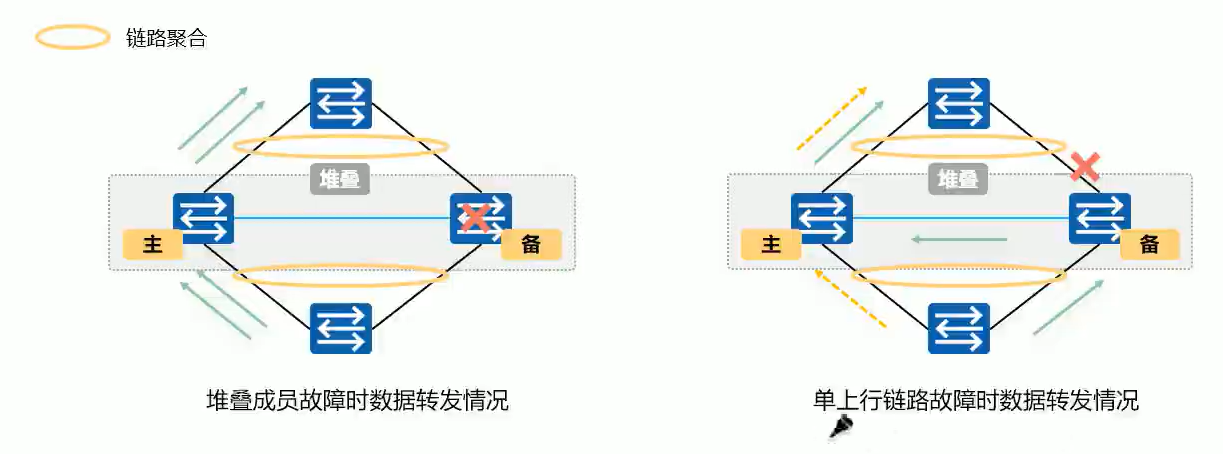 链路聚合
堆叠
主
备
堆叠成员故障时数据转发情况
堆叠
主
备
单上行链路故障时数据转发情况